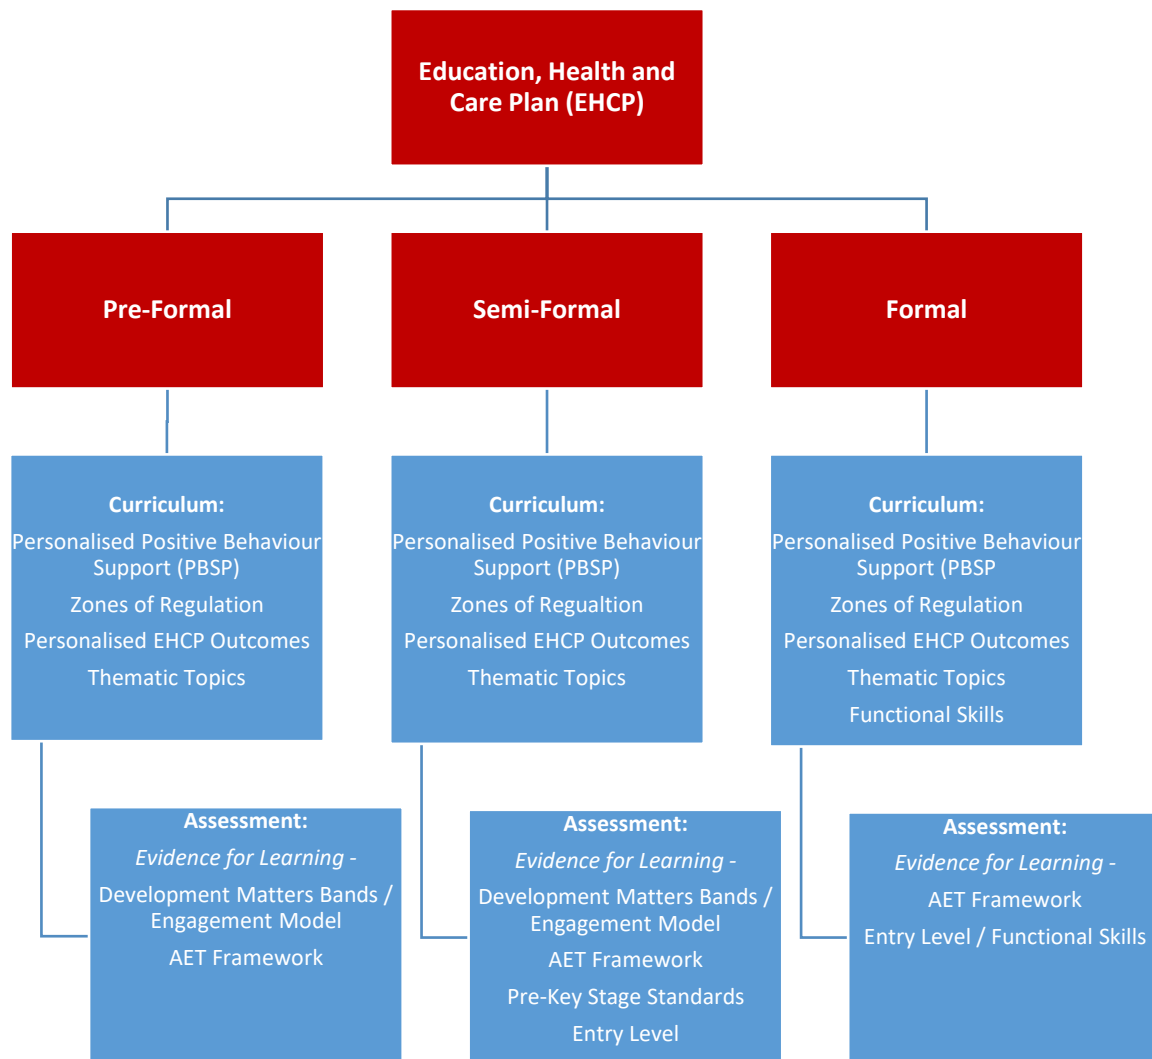 Education, Health and
Care Plan (EHCP)
Pre-Formal
Semi-Formal
Formal
Curriculum:
Personalised Positive Behaviour
Support (PBSP)
Zones of Regulation
Personalised EHCP Outcomes
Thematic Topics
Curriculum:
Personalised Positive Behaviour
Support (PBSP)
Zones of Regualtion
Personalised EHCP Outcomes
Thematic Topics
Curriculum:
Personalised Positive Behaviour
Support (PBSP
Zones of Regulation
Personalised EHCP Outcomes
Thematic Topics
Functional Skills
Assessment:
Evidence for Learning -
Development Matters Bands /
Engagement Model
AET Framework
Assessment:
Evidence for Learning -
Development Matters Bands /
Engagement Model
AET Framework
Pre-Key Stage Standards
Entry Level
Assessment:
Evidence for Learning -
AET Framework
Entry Level / Functional Skills